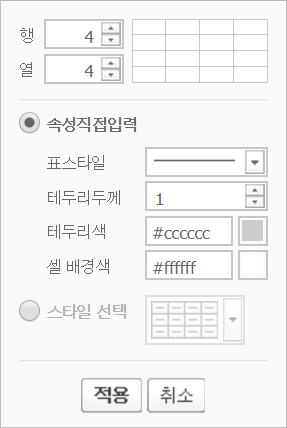 행 4
열 4
속성직접입력
표스타일
테두리두께 1
테두리색 #cccccc
셀 배경색 #ffffff
스타일 선택
적용 취소